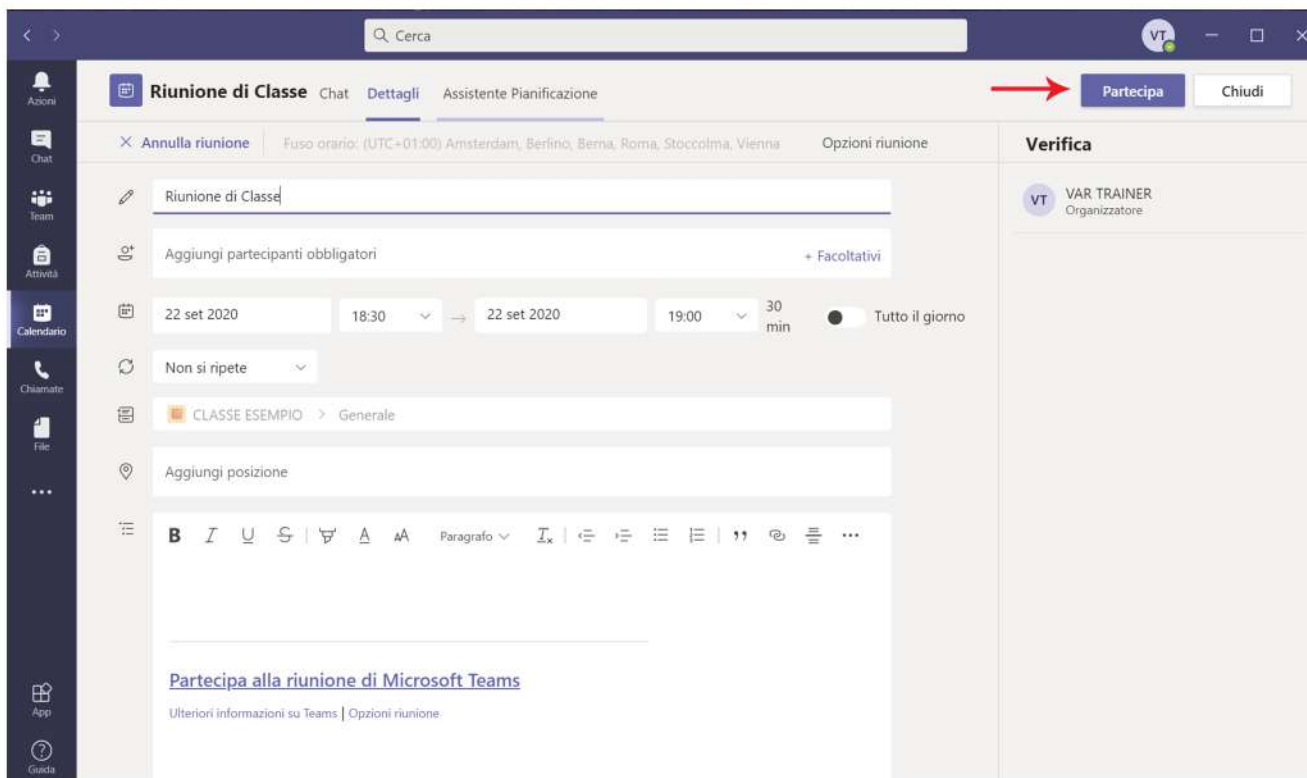 Cerca
VT
Azioni
Chat
Team
Attività
Calendario
Chiamate
File
App
Guida
Riunione di Classe Chat Dettagli Assistente Pianificazione
Partecipa Chiudi
Annulla riunione Fuso orario: (UTC+01:00) Amsterdam, Berlino, Berna, Roma, Stoccolma, Vienna Opzioni riunione
Riunione di Classe
Aggiungi partecipanti obbligatori + Facoltativi
22 set 2020 18:30 → 22 set 2020 19:00 30 min Tutto il giorno
Non si ripete
CLASSE ESEMPIO > Generale
Aggiungi posizione
B I U S A AA Paragrafo
Partecipa alla riunione di Microsoft Teams
Ulteriori informazioni su Teams | Opzioni riunione
Verifica
VT VAR TRAINER
Organizzatore